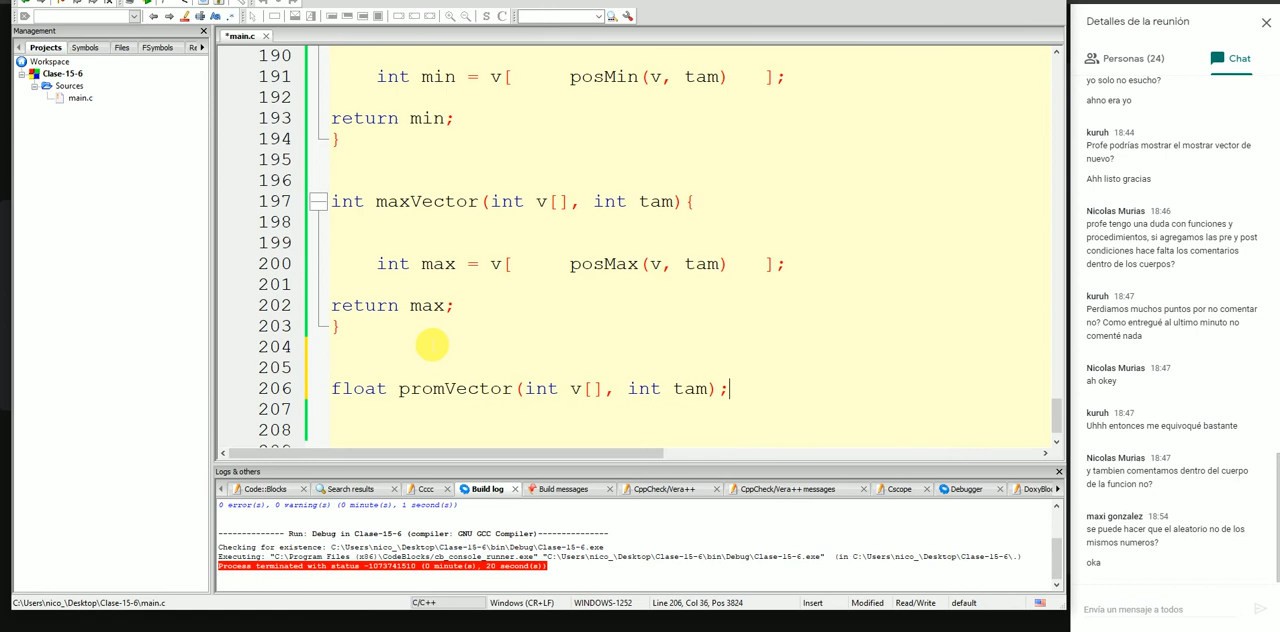 Management
Projects Symbols Files FSymbols Re
Workspace
Clase-15-6
Sources
main.c
*main.c
190
191 int min = v[ posMin(v, tam) ];
192
193 return min;
194 }
195
196
197 int maxVector(int v[], int tam){
198
199
200 int max = v[ posMax(v, tam) ];
201
202 return max;
203 }
204
205
206 float promVector(int v[], int tam);
207
208
Logs & others
Code::Blocks Search results Cccc Build log Build messages CppCheck/Vera++ CppCheck/Vera++ messages Cscope Debugger DoxyBlo
0 error(s), 0 warning(s) (0 minute(s), 1 second(s))
-------------- Run: Debug in Clase-15-6 (compiler: GNU GCC Compiler)---------------
Checking for existence: C:\Users\nico_\Desktop\Clase-15-6\bin\Debug\Clase-15-6.exe
Executing: "C:\Program Files (x86)\CodeBlocks/cb_console_runner.exe" "C:\Users\nico_\Desktop\Clase-15-6\bin\Debug\Clase-15-6.exe" (in C:\Users\nico_\Desktop\Clase-15-6\.)
Process terminated with status -1073741510 (0 minute(s), 20 second(s))
C:\Users\nico_\Desktop\Clase-15-6\main.c C/C++ Windows (CR+LF) WINDOWS-1252 Line 206, Col 36, Pos 3824 Insert Modified Read/Write default
Detalles de la reunión
Personas (24) Chat
yo solo no esucho?
ahno era yo
kuruh 18:44
Profe podrías mostrar el mostrar vector de
nuevo?
Ahh listo gracias
Nicolas Murias 18:46
profe tengo una duda con funciones y
procedimientos, si agregamos las pre y post
condiciones hace falta los comentarios
dentro de los cuerpos?
kuruh 18:47
Perdiamos muchos puntos por no comentar
no? Como entregué al ultimo minuto no
comenté nada
ah okey
kuruh 18:47
Uhhh entonces me equivoqué bastante
Nicolas Murias 18:47
y tambien comentamos dentro del cuerpo
de la funcion no?
maxi gonzalez 18:54
se puede hacer que el aleatorio no de los
mismos numeros?
oka
Envía un mensaje a todos